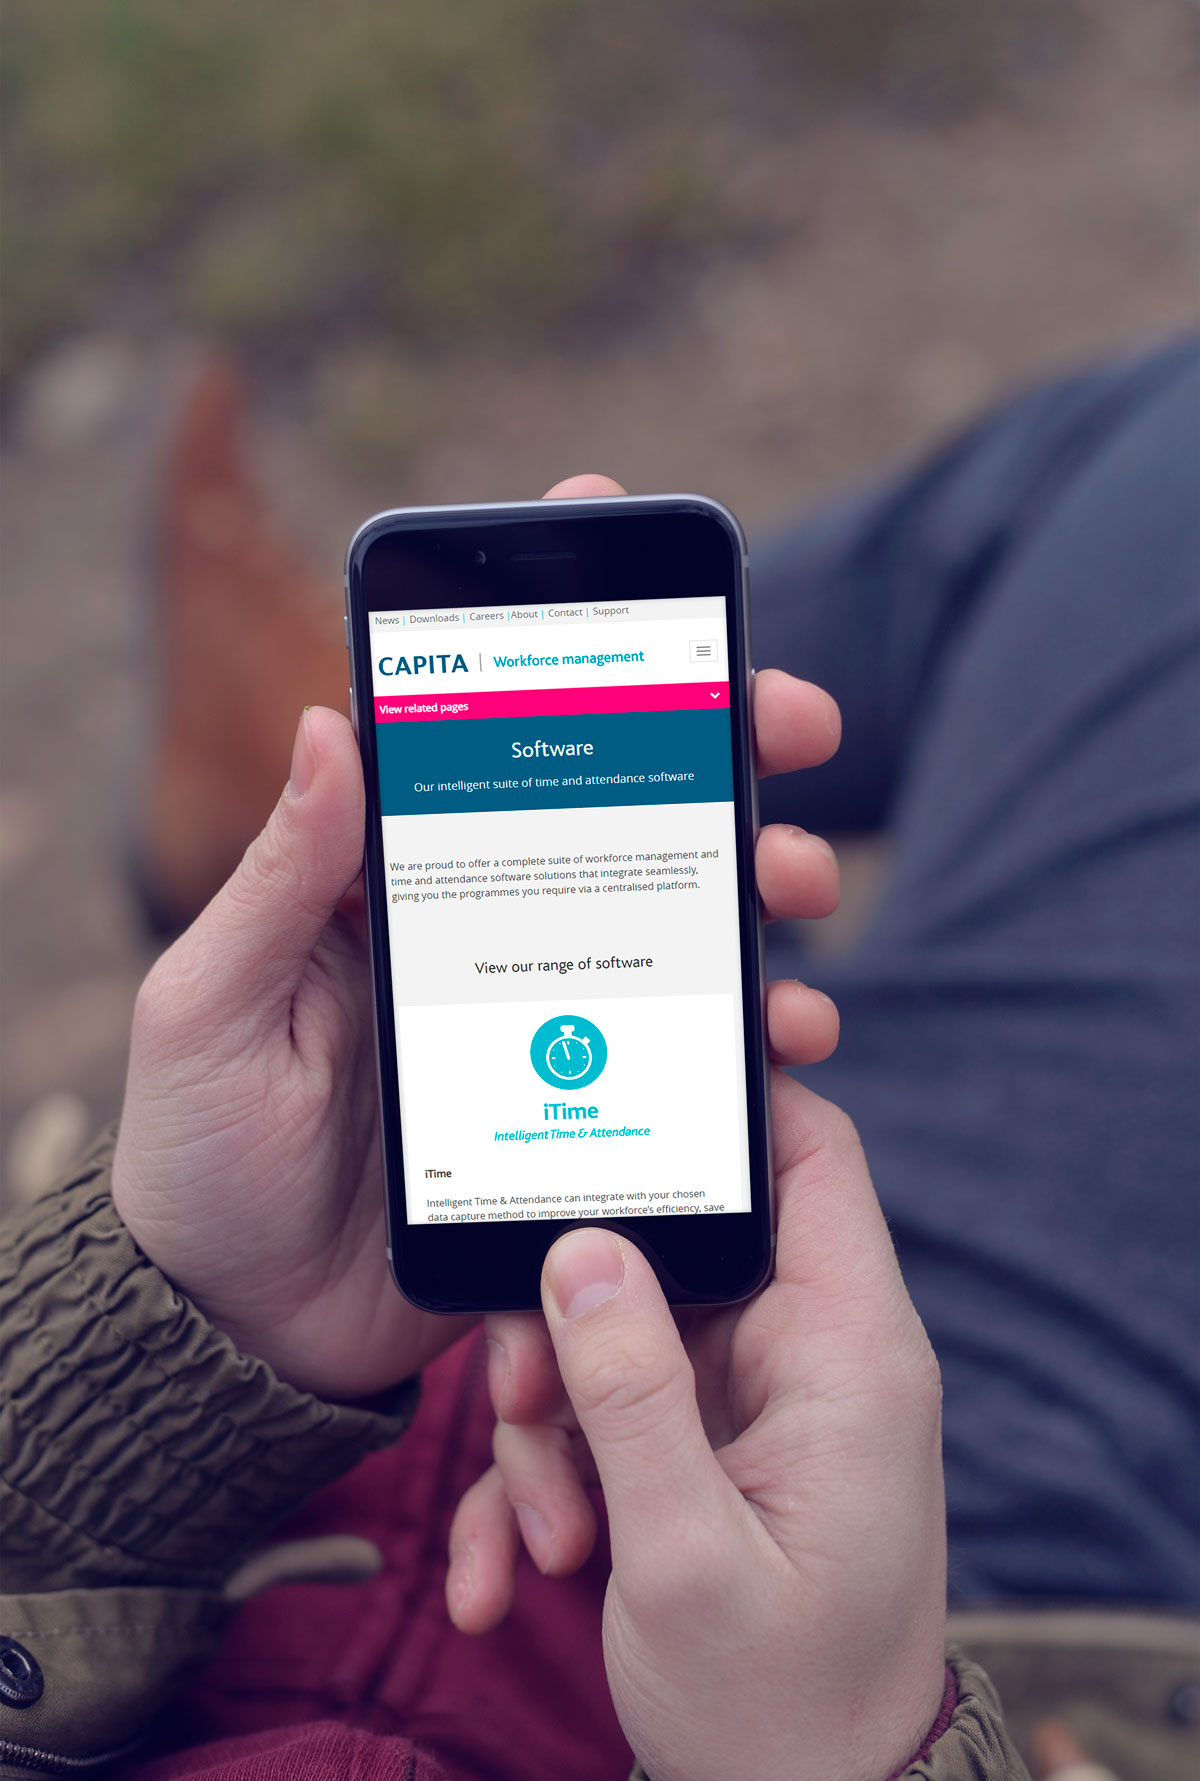 News | Downloads | Careers |About | Contact | Support
CAPITA | Workforce management
View related pages
Software
Our intelligent suite of time and attendance software
We are proud to offer a complete suite of workforce management and
time and attendance software solutions that integrate seamlessly,
giving you the programmes you require via a centralised platform.
View our range of software
iTime
Intelligent Time & Attendance
iTime
Intelligent Time & Attendance can integrate with your chosen
data capture method to improve your workforce's efficiency, save